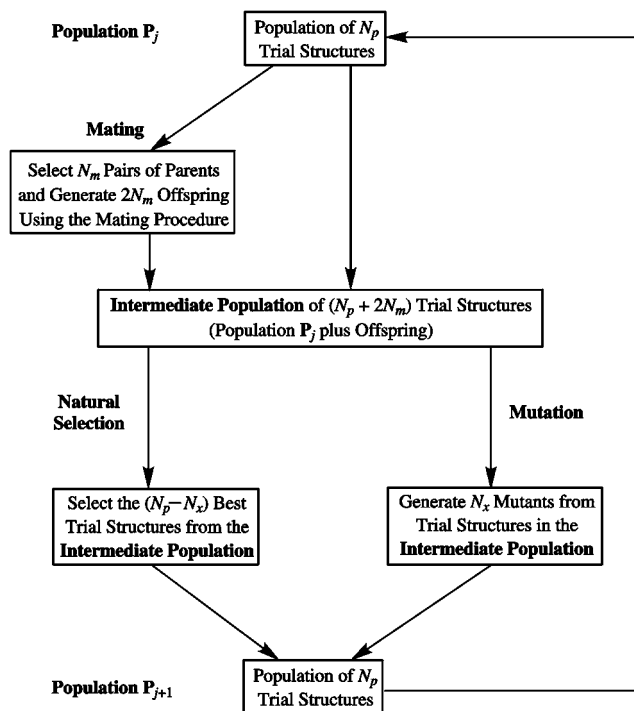 Population P_j
Population of N_p
Trial Structures
Mating
Select N_m Pairs of Parents
and Generate 2N_m Offspring
Using the Mating Procedure
Intermediate Population of (N_p + 2N_m) Trial Structures
(Population P_j plus Offspring)
Natural
Selection
Mutation
Select the (N_p−N_x) Best
Trial Structures from the
Intermediate Population
Generate N_x Mutants from
Trial Structures in the
Intermediate Population
Population P_{j+1}
Population of N_p
Trial Structures